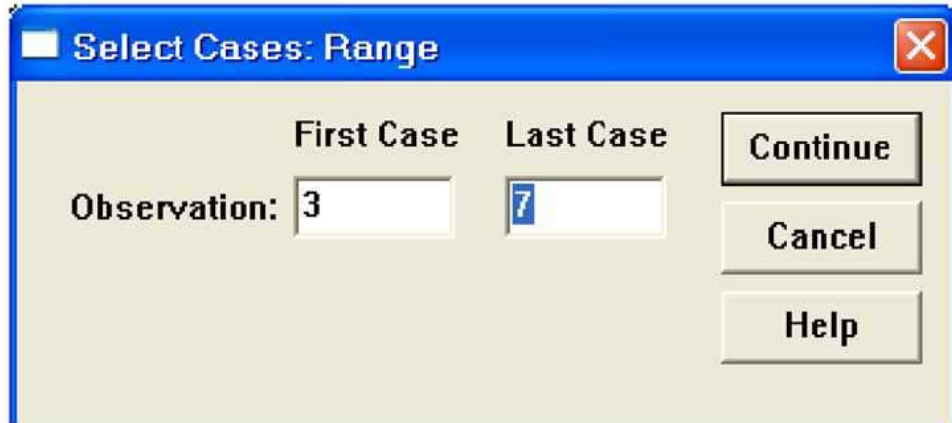 Select Cases: Range
First Case Last Case
Observation: 3 7
Continue
Cancel
Help